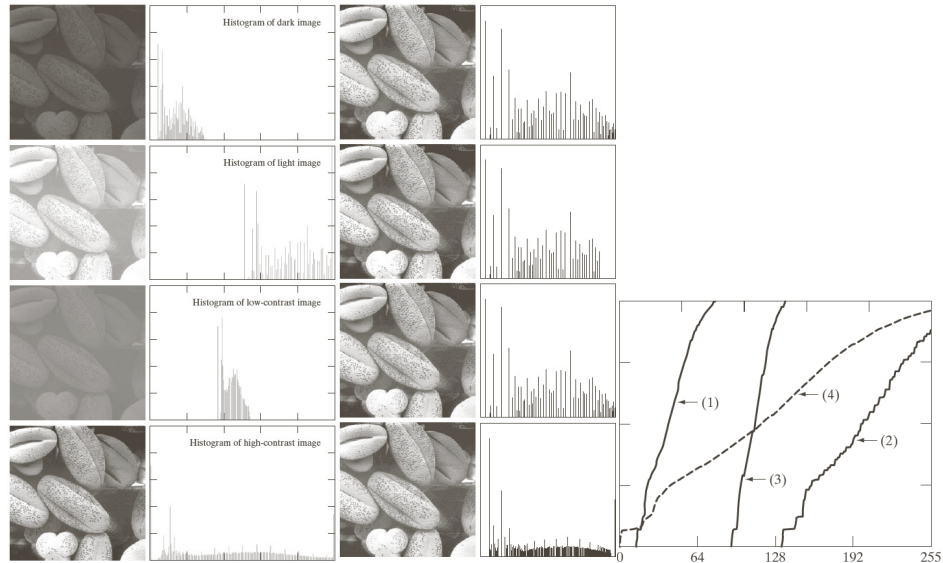 Histogram of dark image
Histogram of light image
Histogram of low-contrast image
Histogram of high-contrast image
(1)
(4)
(2)
(3)
0 64 128 192 255